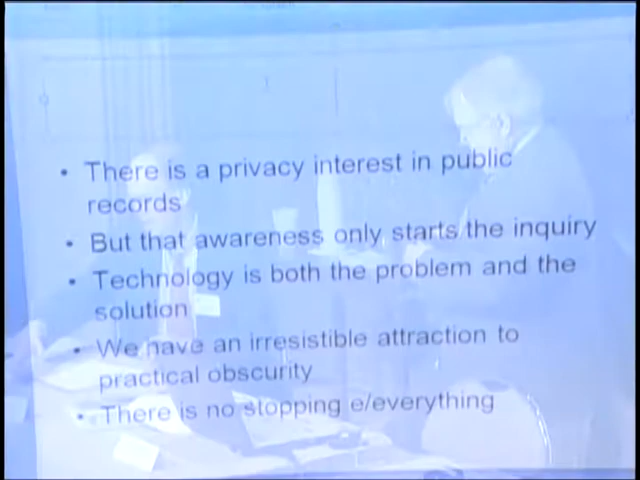 • There is a privacy interest in public
records
• But that awareness only starts the inquiry
• Technology is both the problem and the
solution
• We have an irresistible attraction to
practical obscurity
• There is no stopping e/everything